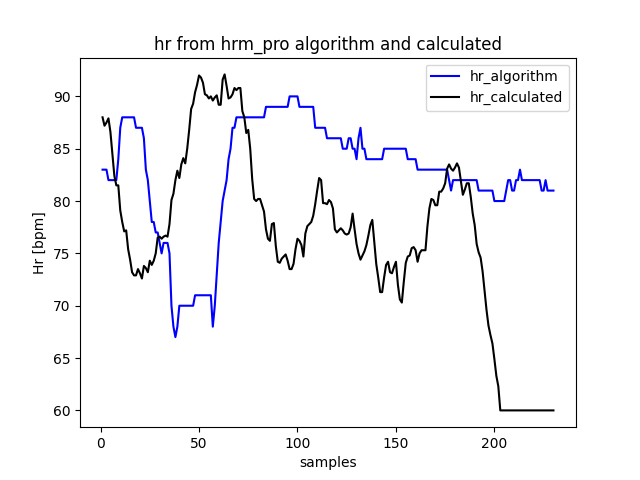 hr from hrm_pro algorithm and calculated
hr_algorithm
hr_calculated
Hr [bpm]
90
85
80
75
70
65
60
0 50 100 150 200
samples